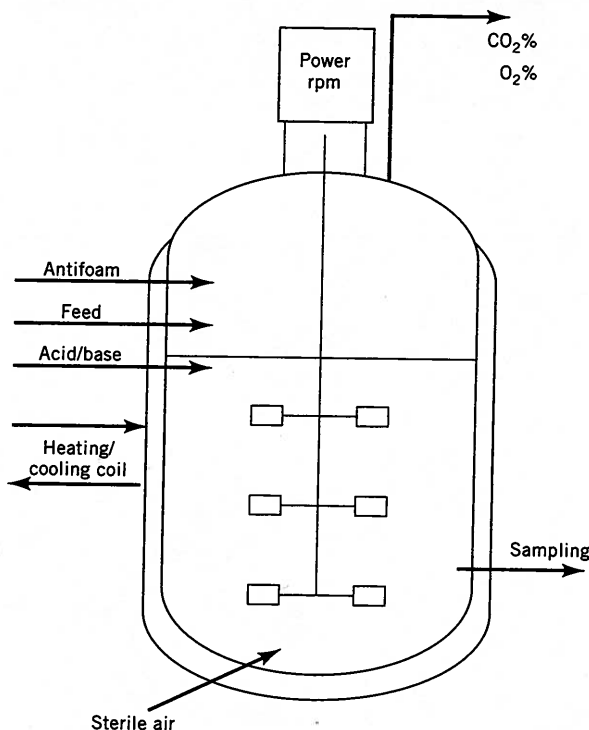 Power
rpm
CO₂%
O₂%
Antifoam
Feed
Acid/base
Heating/
cooling coil
Sampling
Sterile air